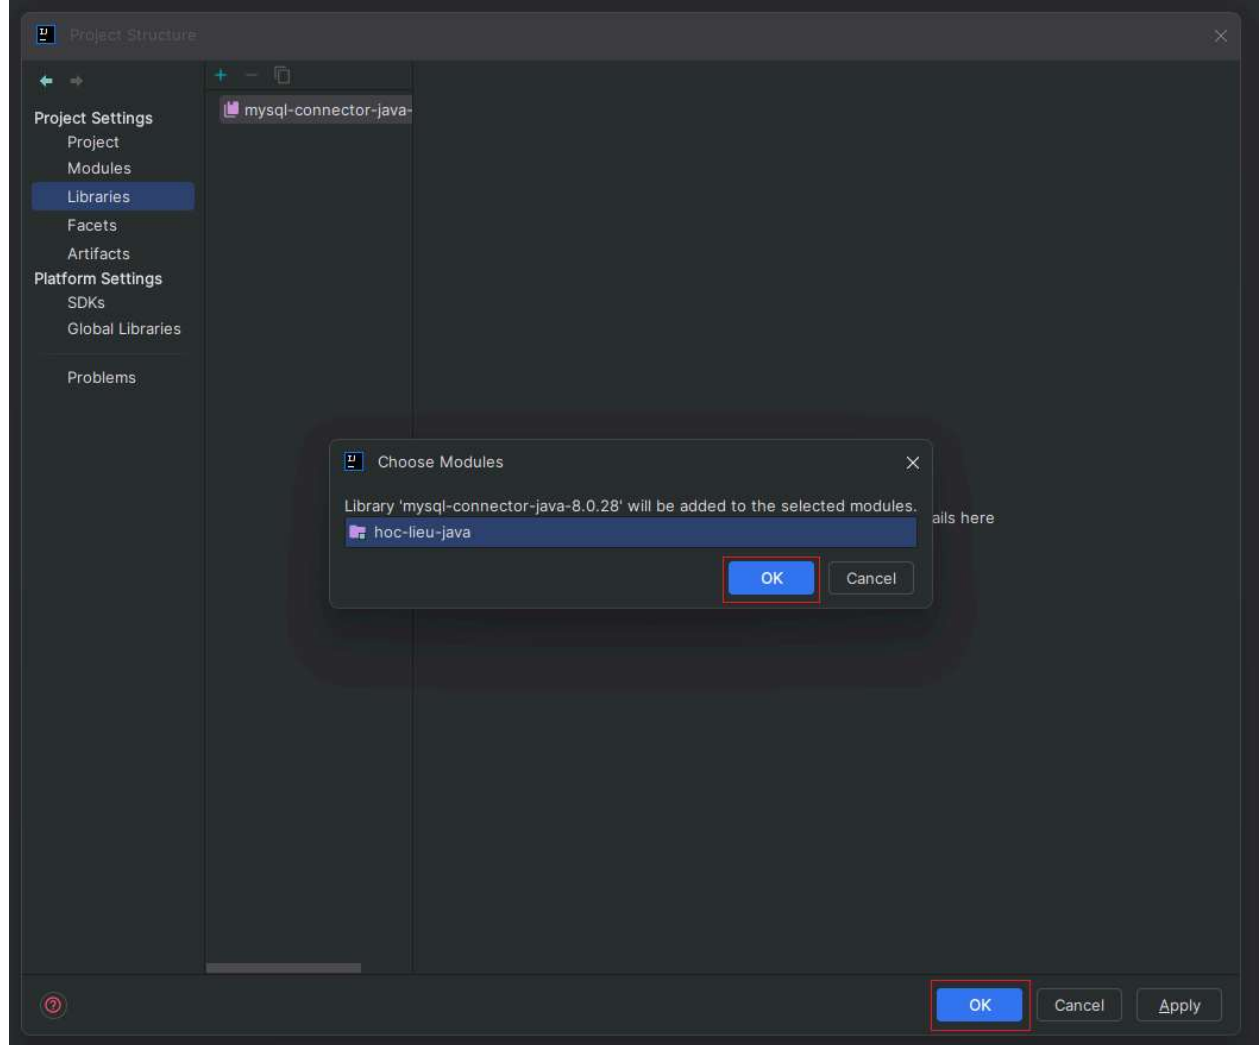 Project Structure
Project Settings
Project
Modules
Libraries
Facets
Artifacts
Platform Settings
SDKs
Global Libraries
Problems
mysql-connector-java-
Choose Modules
Library 'mysql-connector-java-8.0.28' will be added to the selected modules.
hoc-lieu-java
OK Cancel
ails here
OK Cancel Apply